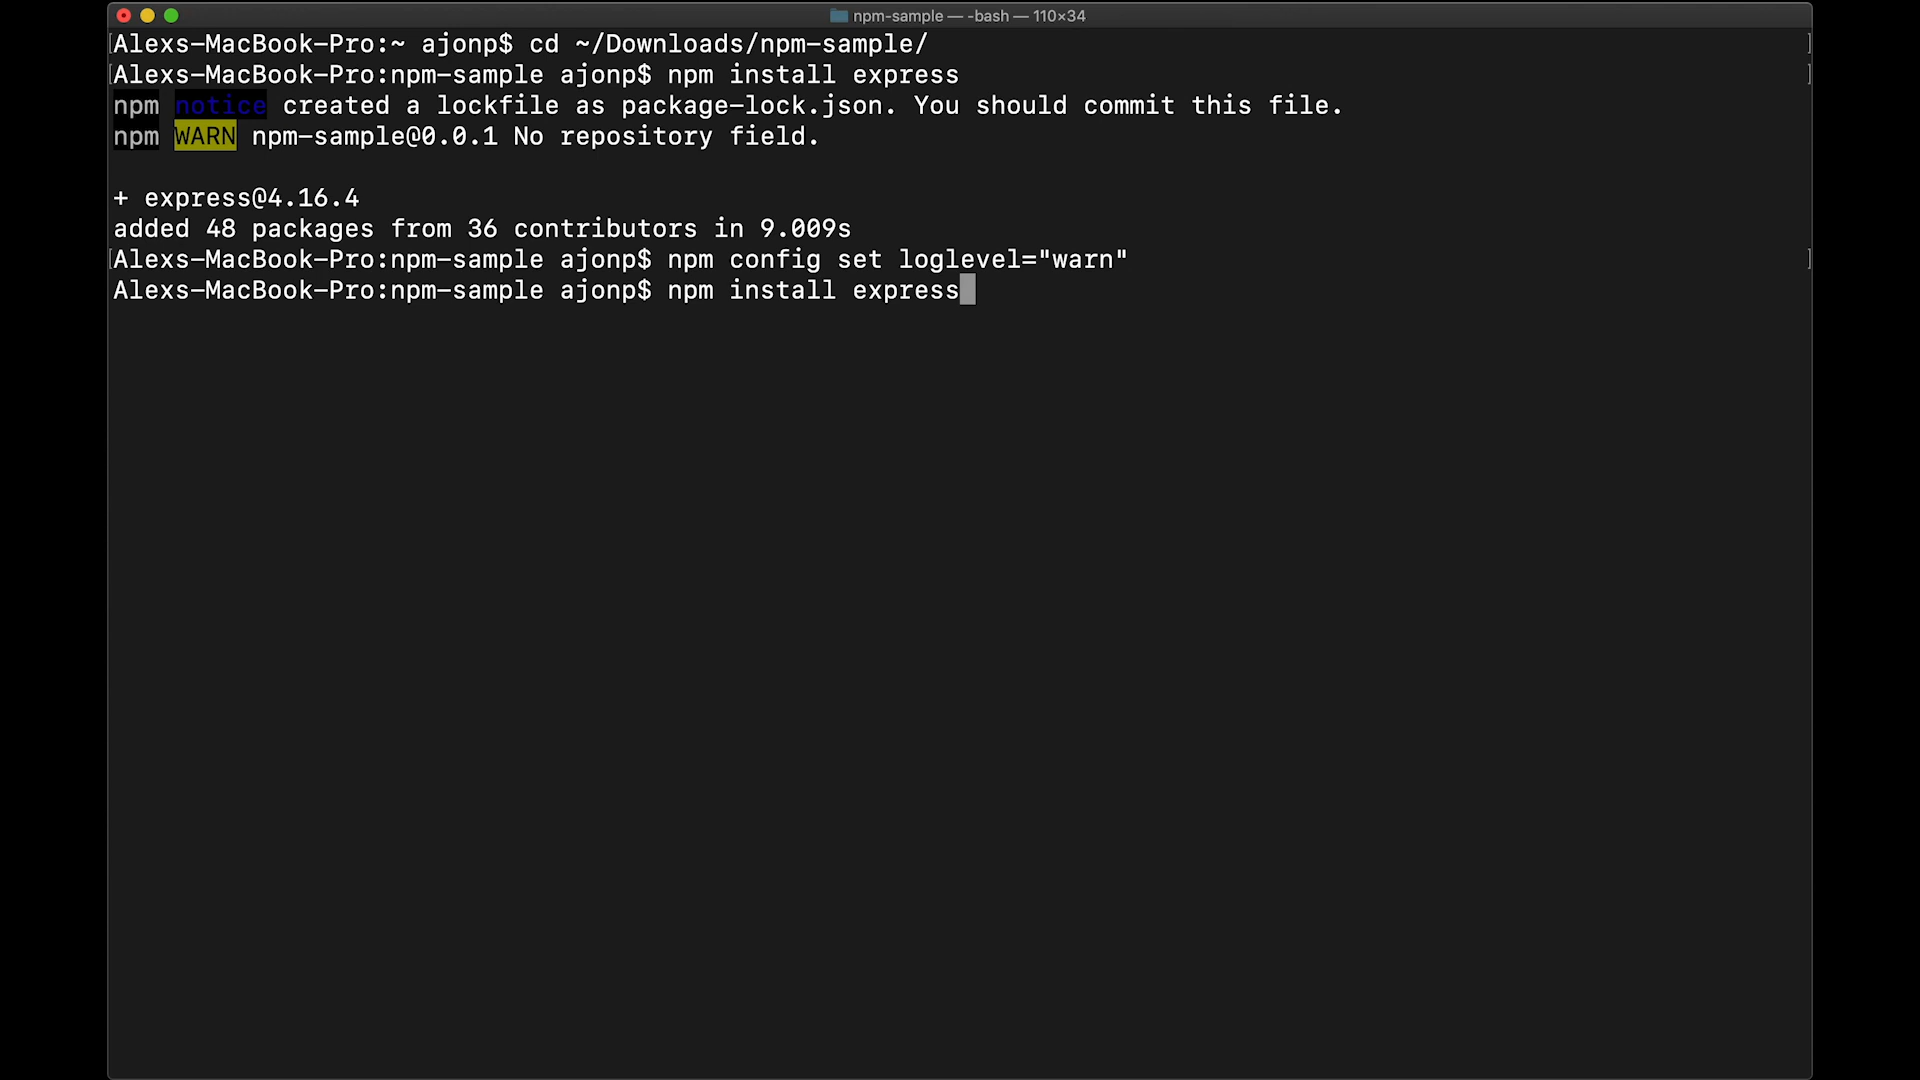 npm-sample — -bash — 110×34
Alexs-MacBook-Pro:~ ajonp$ cd ~/Downloads/npm-sample/
Alexs-MacBook-Pro:npm-sample ajonp$ npm install express
npm notice created a lockfile as package-lock.json. You should commit this file.
npm WARN npm-sample@0.0.1 No repository field.
+ express@4.16.4
added 48 packages from 36 contributors in 9.009s
Alexs-MacBook-Pro:npm-sample ajonp$ npm config set loglevel="warn"
Alexs-MacBook-Pro:npm-sample ajonp$ npm install express